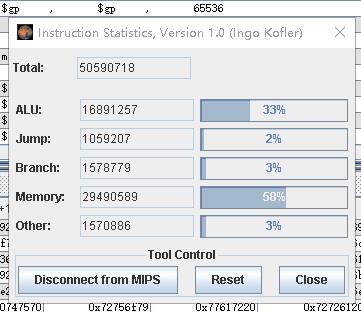 $gp , $gp , 65536
Instruction Statistics, Version 1.0 (Ingo Kofler)
Total: 50590718
ALU: 16891257 33%
Jump: 1059207 2%
Branch: 1578779 3%
Memory: 29490589 58%
Other: 1570886 3%
Tool Control
Disconnect from MIPS Reset Close
0x72756f79 0x77617220